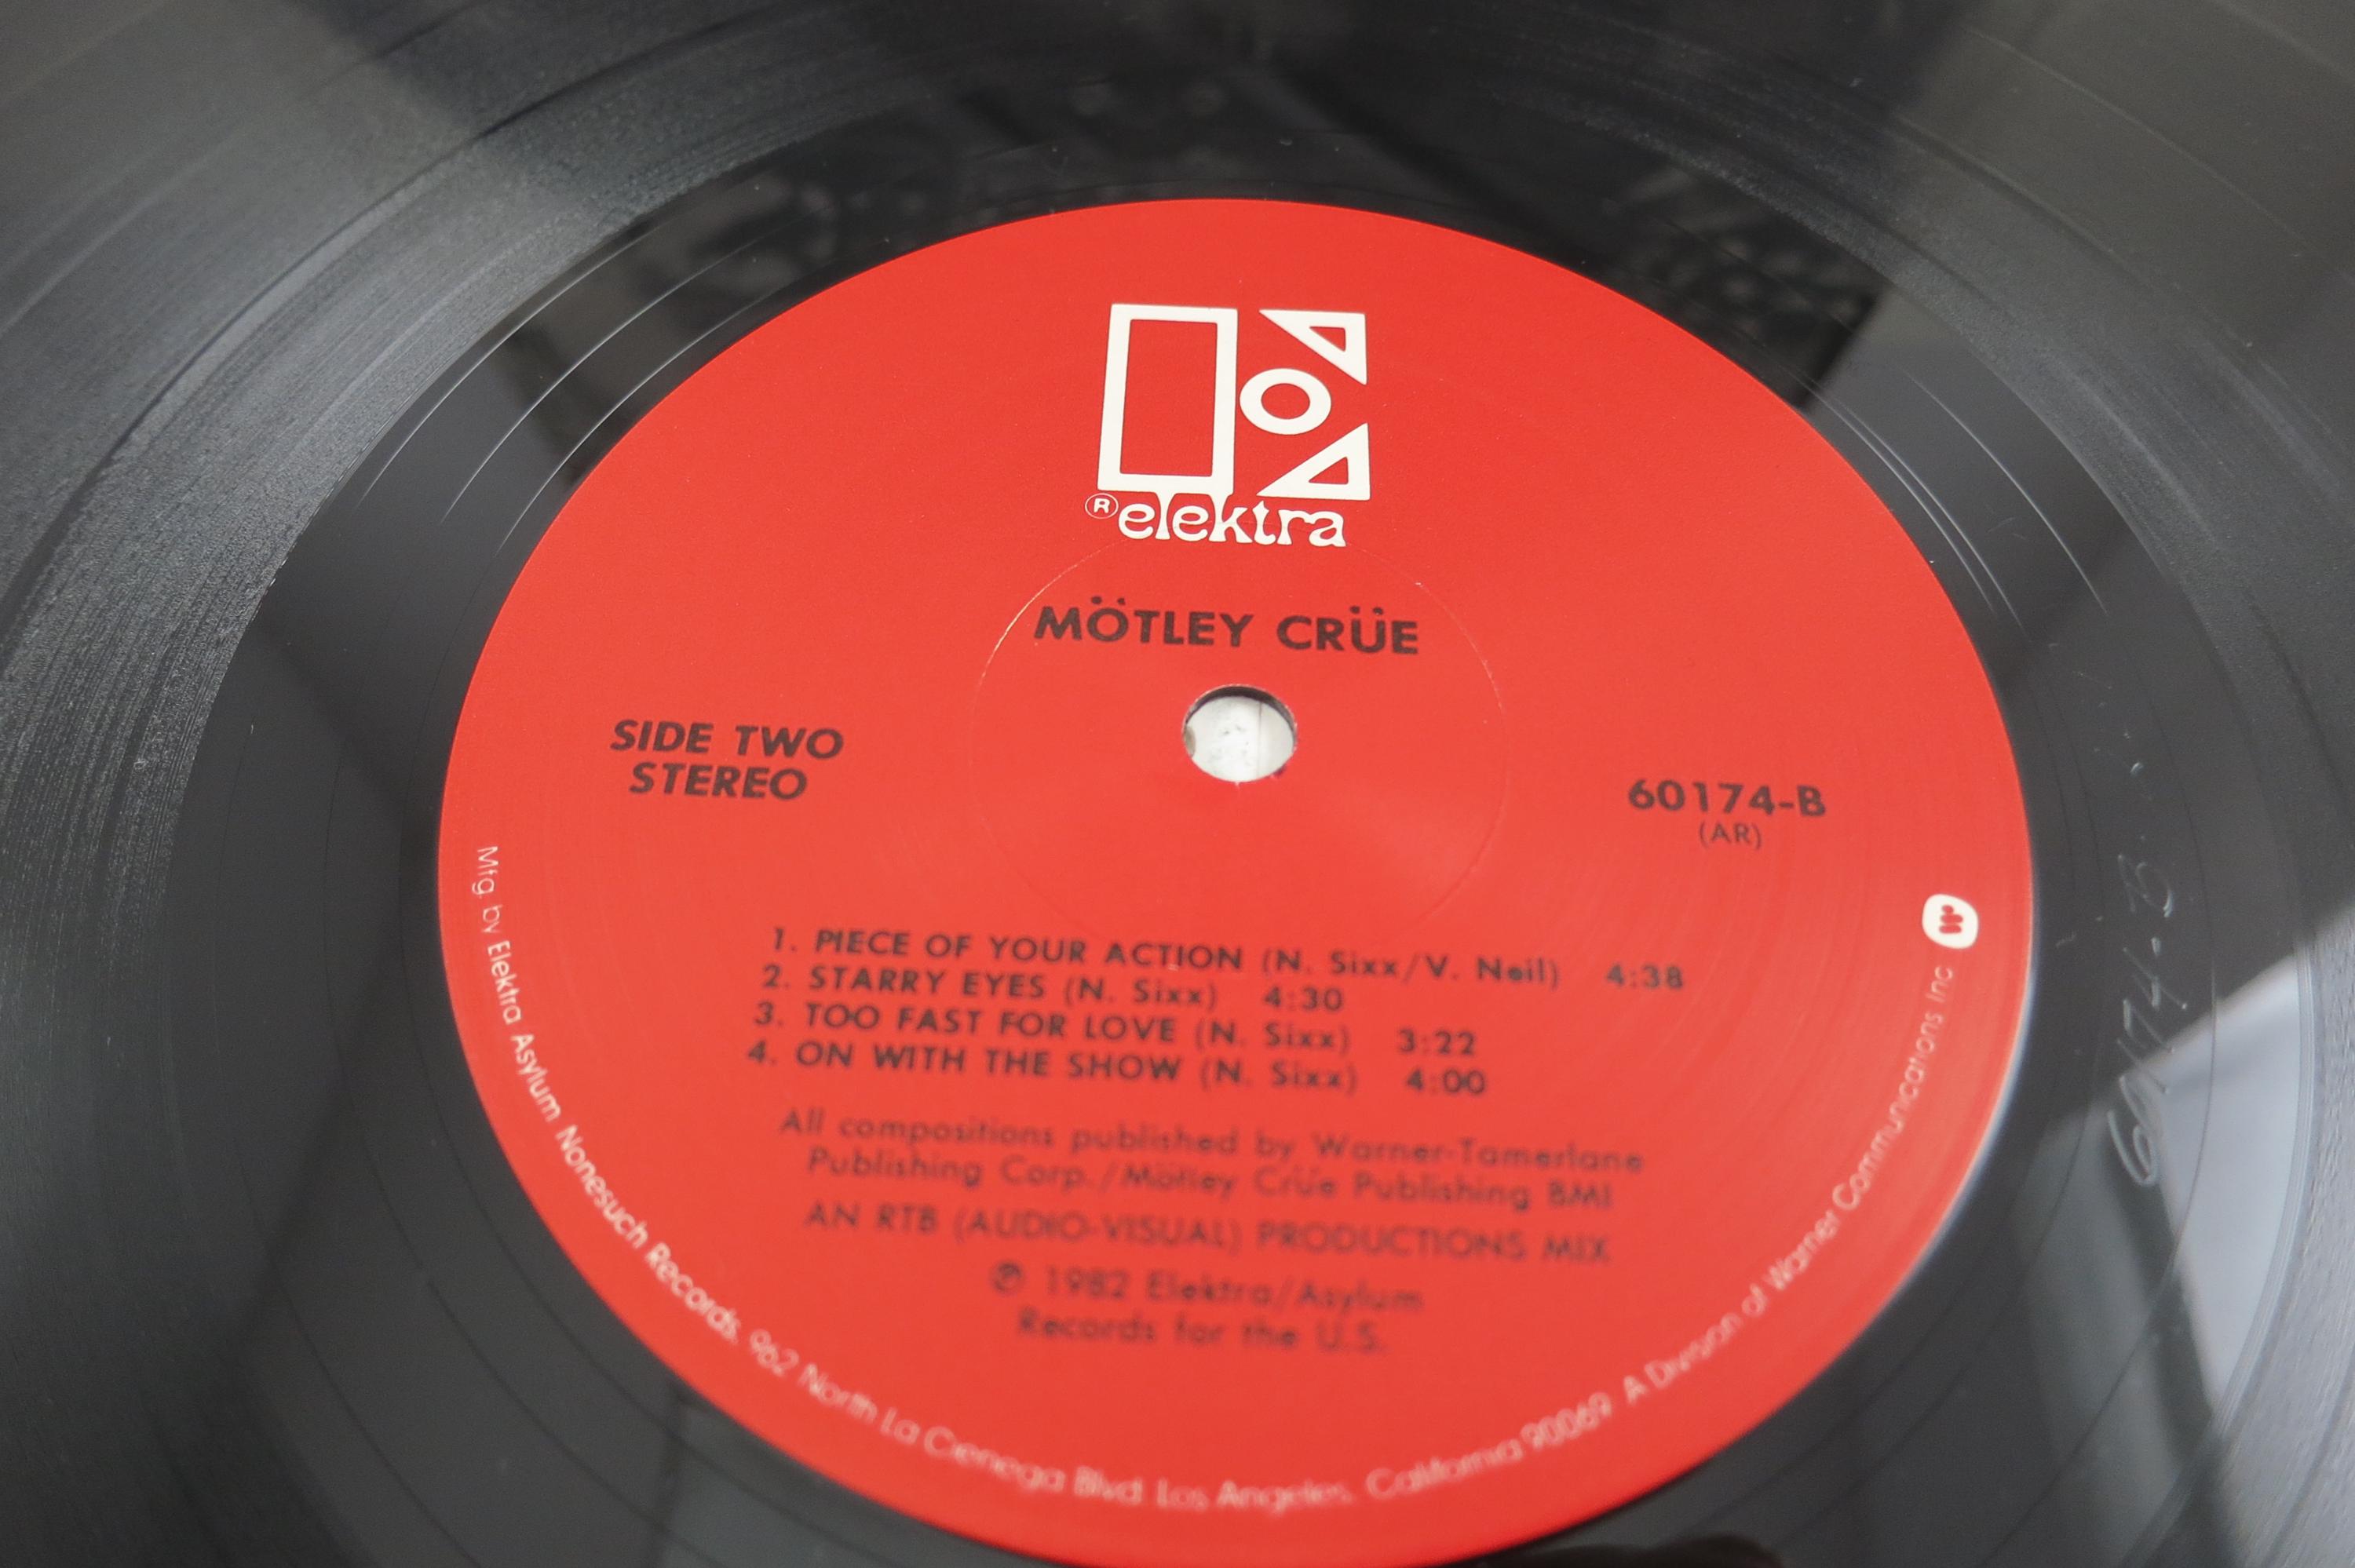 ® elektra
MÖTLEY CRÜE
SIDE TWO
STEREO
60174-B
(AR)
1. PIECE OF YOUR ACTION (N. Sixx/V. Neil) 4:38
2. STARRY EYES (N. Sixx) 4:30
3. TOO FAST FOR LOVE (N. Sixx) 3:22
4. ON WITH THE SHOW (N. Sixx) 4:00
All compositions published by Warner-Tamerlane
Publishing Corp./Mötley Crüe Publishing BMI
AN RTB (AUDIO-VISUAL) PRODUCTIONS MIX
℗ 1982 Elektra/Asylum
Records for the U.S.
Mfg. by Elektra Asylum Nonesuch Records, 962 North La Cienega Blvd. Los Angeles, California 90069 A Division of Warner Communications Inc
60174-B